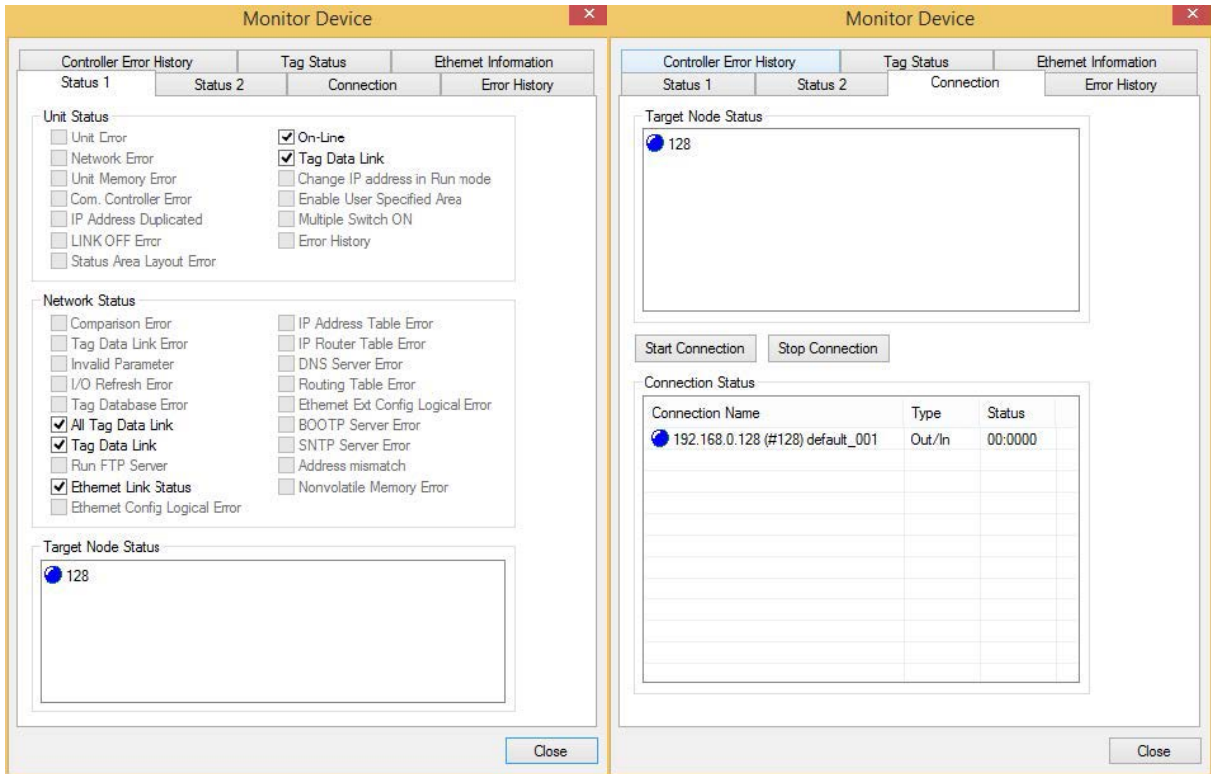 Monitor Device
Controller Error History Tag Status Ethernet Information
Status 1 Status 2 Connection Error History
Unit Status
Unit Error On-Line
Network Error Tag Data Link
Unit Memory Error Change IP address in Run mode
Com. Controller Error Enable User Specified Area
IP Address Duplicated Multiple Switch ON
LINK OFF Error Error History
Status Area Layout Error
Network Status
Comparison Error IP Address Table Error
Tag Data Link Error IP Router Table Error
Invalid Parameter DNS Server Error
I/O Refresh Error Routing Table Error
Tag Database Error Ethernet Ext Config Logical Error
All Tag Data Link BOOTP Server Error
Tag Data Link SNTP Server Error
Run FTP Server Address mismatch
Ethernet Link Status Nonvolatile Memory Error
Ethernet Config Logical Error
Target Node Status
128
Close
Monitor Device
Controller Error History Tag Status Ethernet Information
Status 1 Status 2 Connection Error History
Target Node Status
128
Start Connection Stop Connection
Connection Status
Connection Name Type Status
192.168.0.128 (#128) default_001 Out/In 00:0000
Close